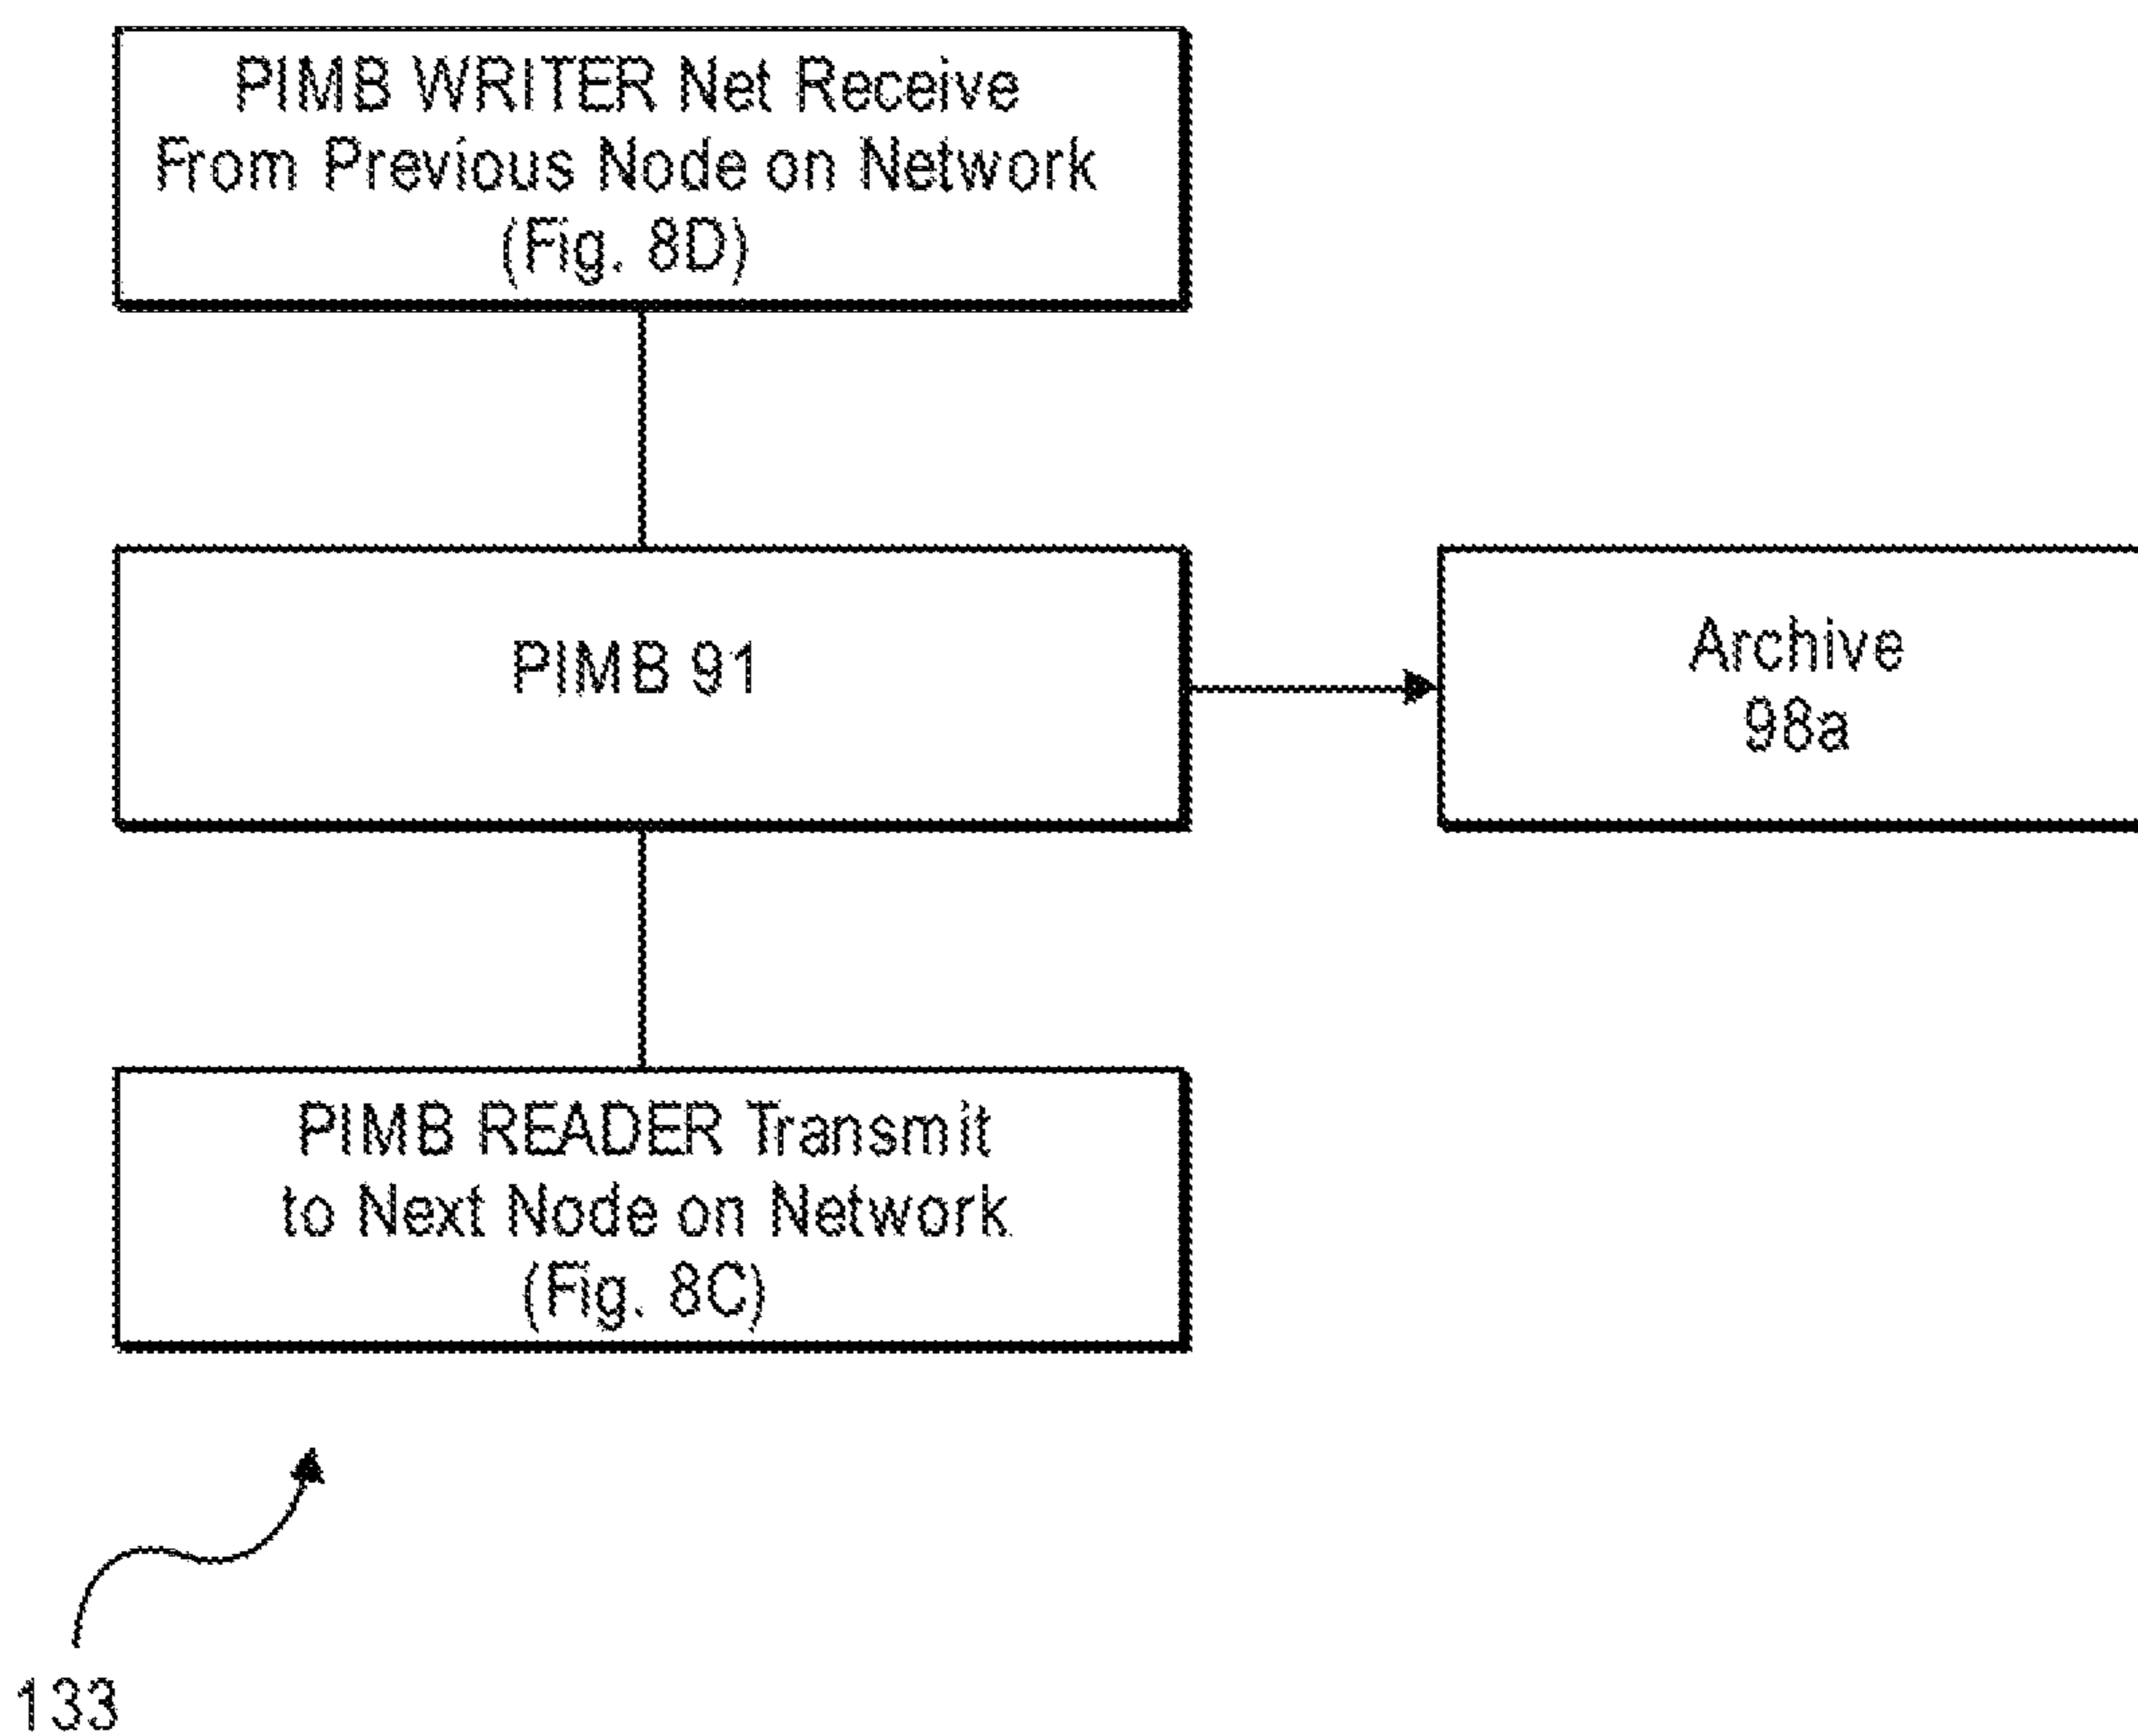 PIMB WRITER Net Receive
From Previous Node on Network
(Fig. 8D)
PIMB 91
Archive
98a
PIMB READER Transmit
to Next Node on Network
(Fig. 8C)
133